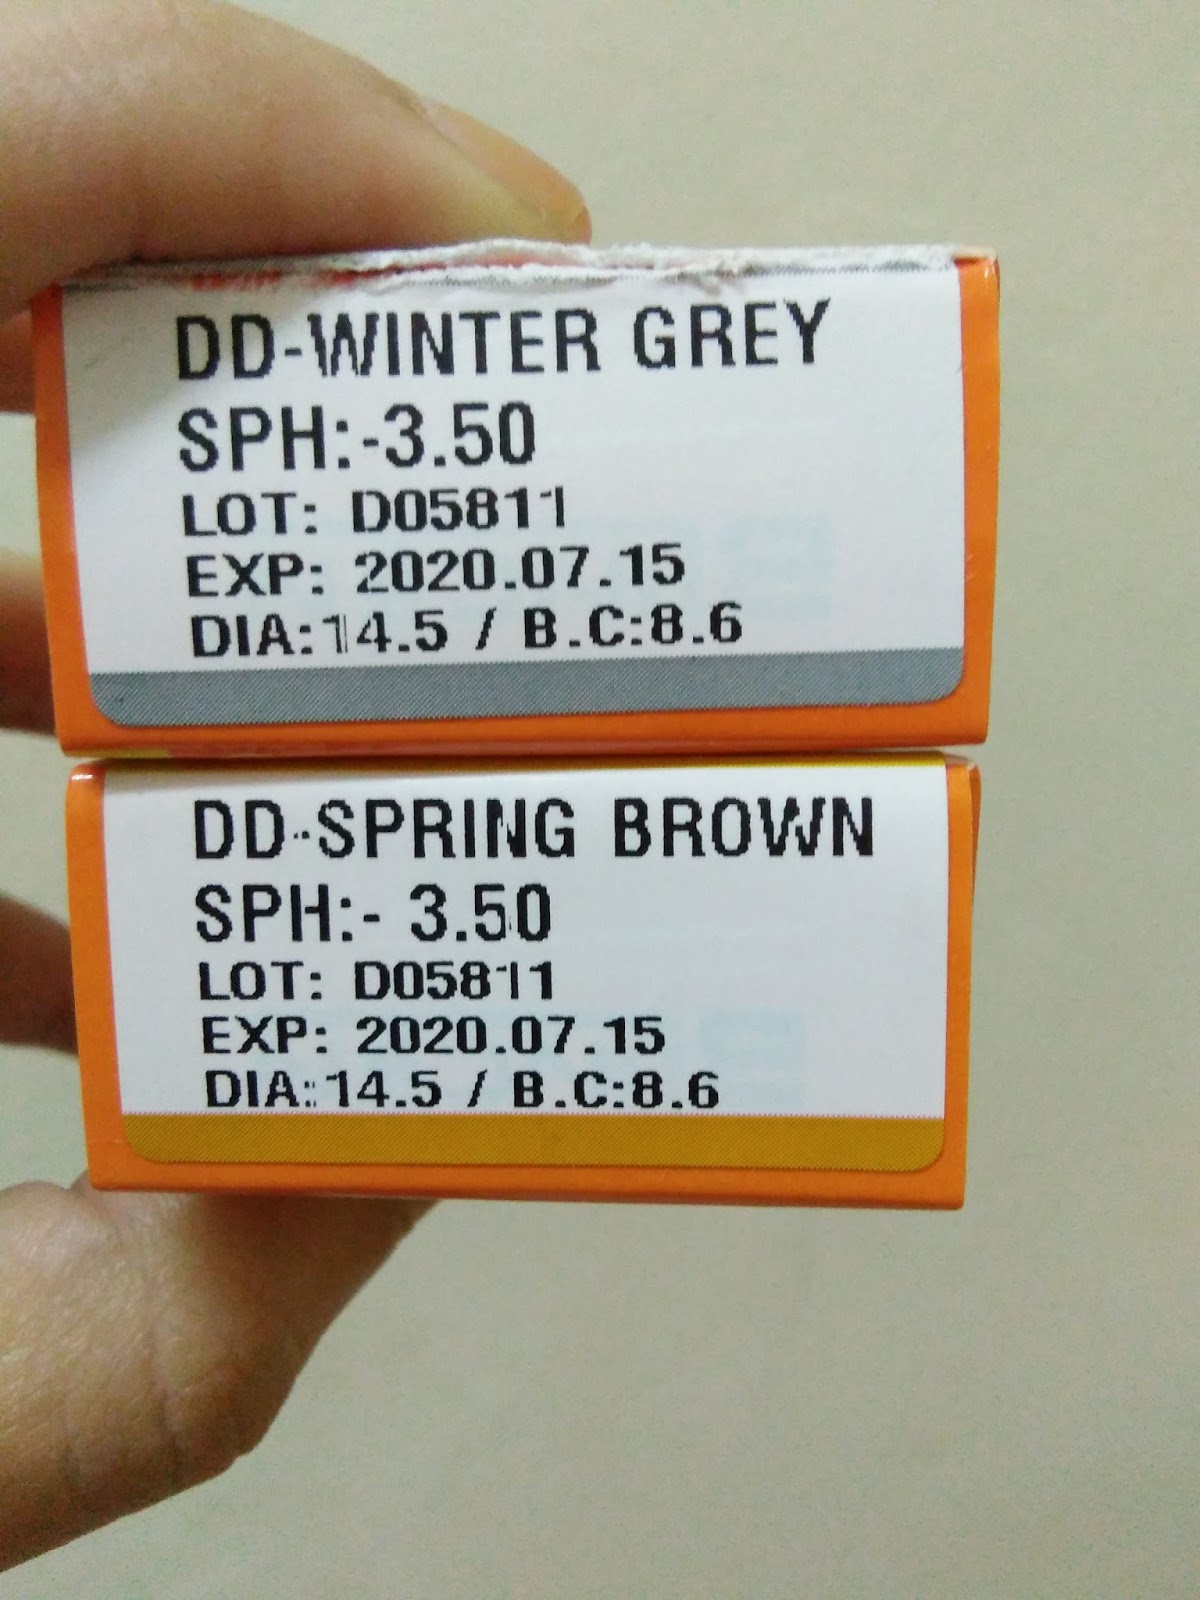 DD-WINTER GREY
SPH:-3.50
LOT: D05811
EXP: 2020.07.15
DIA:14.5 / B.C:8.6
DD-SPRING BROWN
SPH:- 3.50
LOT: D05811
EXP: 2020.07.15
DIA:14.5 / B.C:8.6